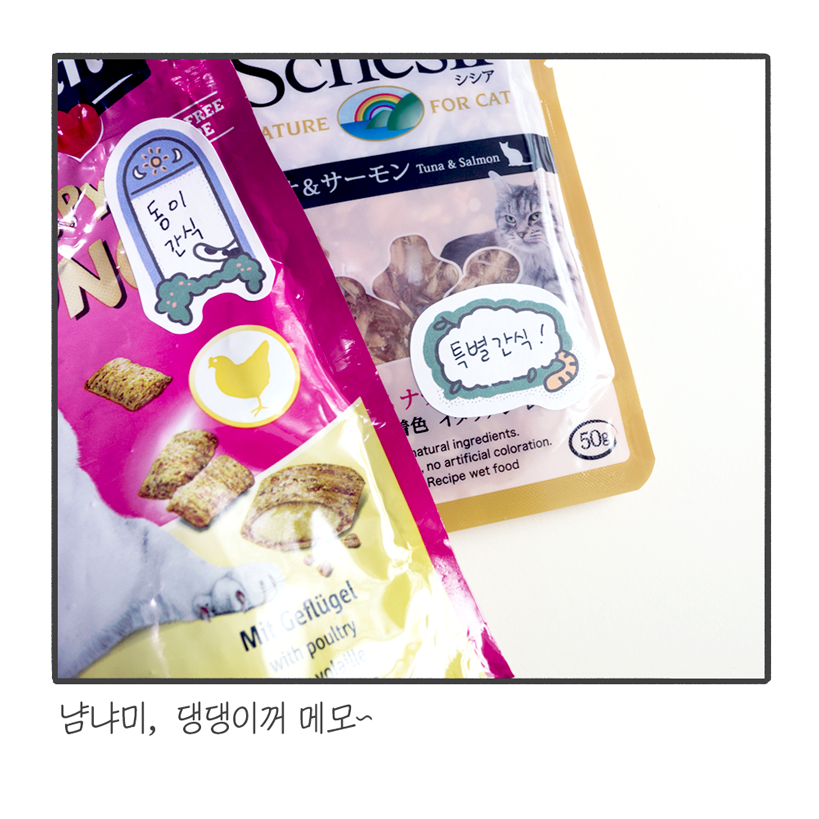 FREE
동이
간식
シシア
NATURE FOR CAT
&サーモン Tuna & Salmon
특별간식!
50g
natural ingredients.
, no artificial coloration.
Recipe wet food
Mit Geflügel
with poultry
volaille
냠냐미, 댕댕이꺼 메모~